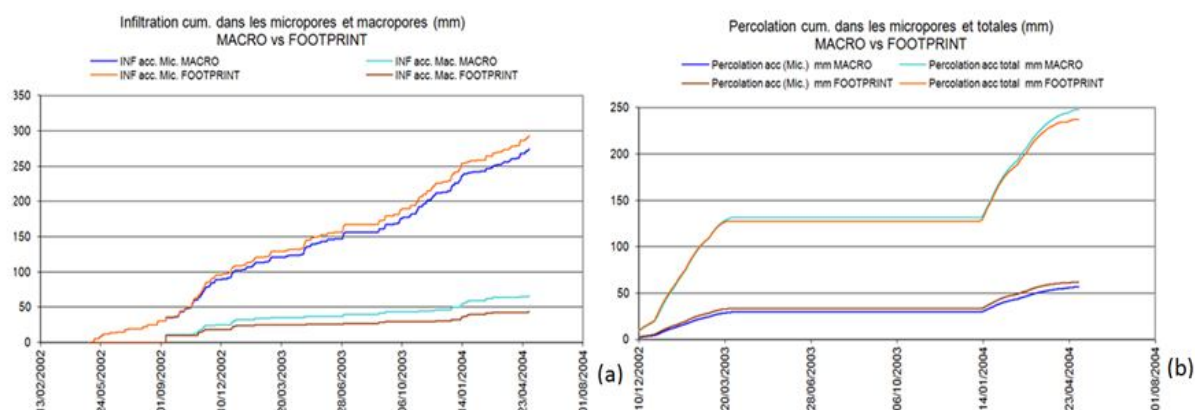 Infiltration cum. dans les micropores et macropores (mm)
MACRO vs FOOTPRINT
INF acc. Mic. MACRO
INF acc. Mac. MACRO
INF acc. Mic. FOOTPRINT
INF acc. Mac. FOOTPRINT
350
300
250
200
150
100
50
0
13/02/2002
24/05/2002
01/09/2002
10/12/2002
20/03/2003
28/06/2003
06/10/2003
14/01/2004
23/04/2004
01/08/2004
(a)
Percolation cum. dans les micropores et totales (mm)
MACRO vs FOOTPRINT
Percolation acc (Mic.) mm MACRO
Percolation acc total mm MACRO
Percolation acc (Mic.) mm FOOTPRINT
Percolation acc total mm FOOTPRINT
250
200
150
100
50
0
10/12/2002
20/03/2003
28/06/2003
06/10/2003
14/01/2004
23/04/2004
01/08/2004
(b)